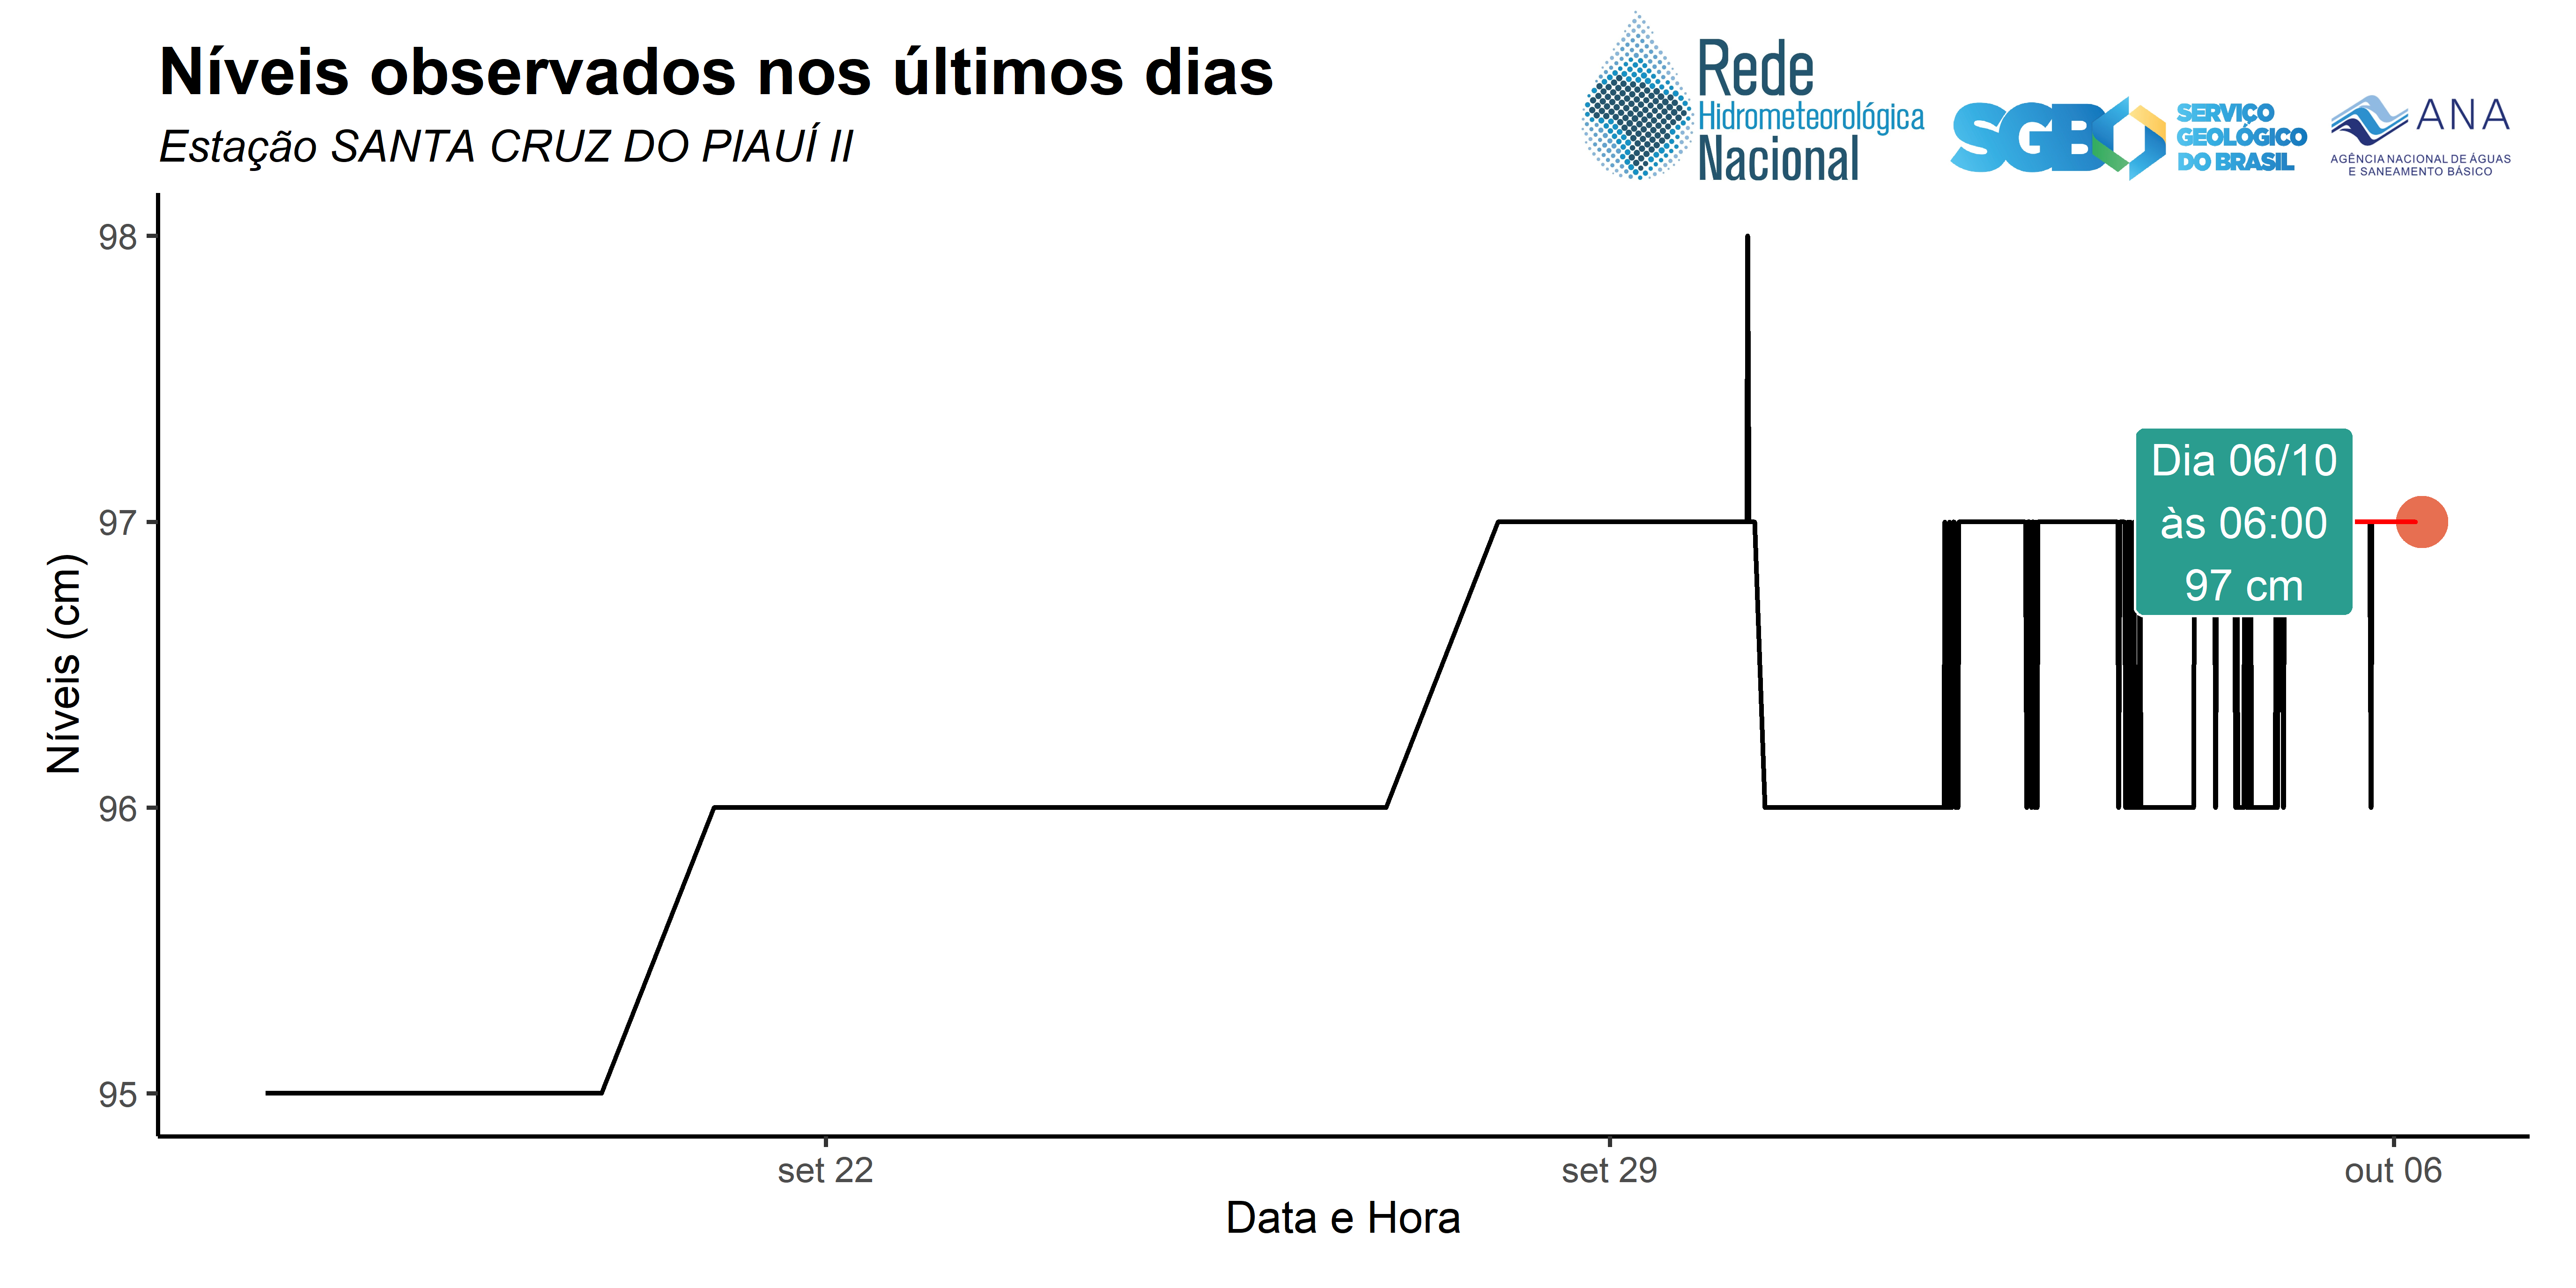 Níveis observados nos últimos dias
Estação SANTA CRUZ DO PIAUÍ II
Rede
Hidrometeorológica
Nacional
SGB
SERVIÇO
GEOLÓGICO
DO BRASIL
ANA
AGÊNCIA NACIONAL DE ÁGUAS
E SANEAMENTO BÁSICO
98
97
96
95
Níveis (cm)
Dia 06/10
às 06:00
97 cm
set 22
set 29
out 06
Data e Hora